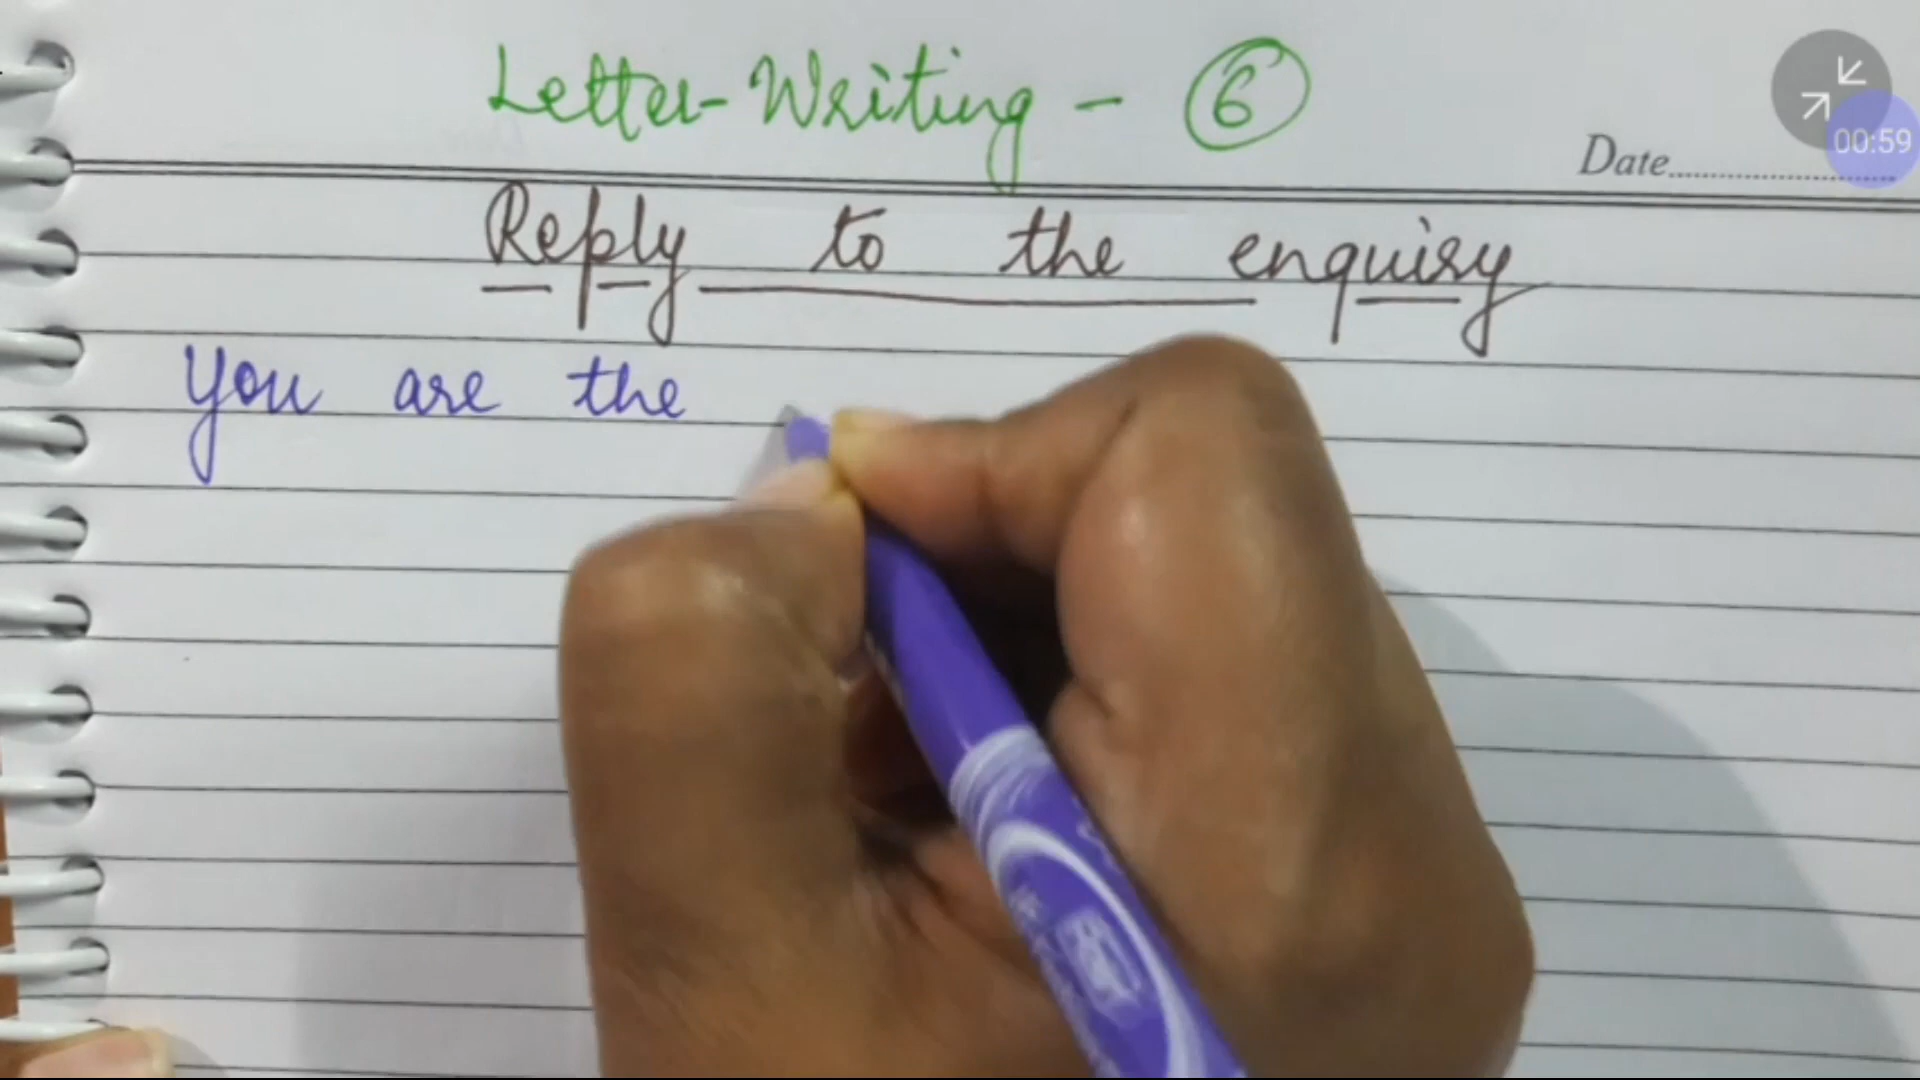 Letter-Writing - 6
00:59
Date
Reply to the enquiry
You are the